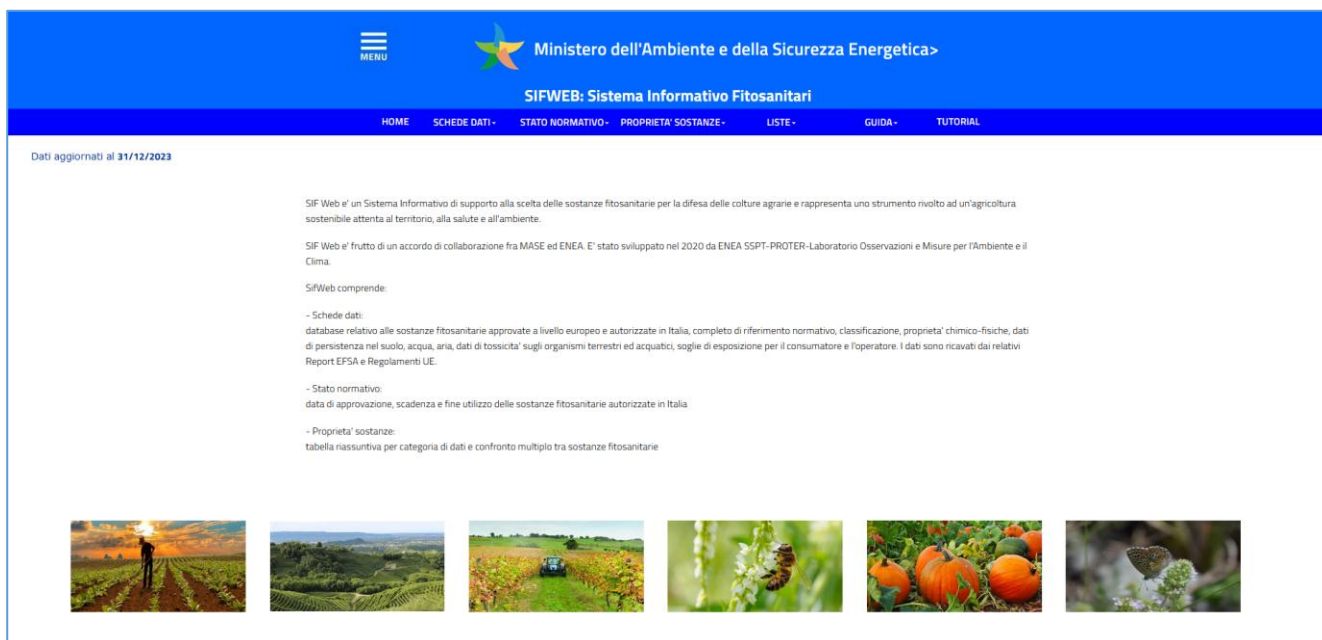 MENU
Ministero dell'Ambiente e della Sicurezza Energetica>
SIFWEB: Sistema Informativo Fitosanitari
HOME SCHEDE DATI- STATO NORMATIVO- PROPRIETA' SOSTANZE- LISTE- GUIDA- TUTORIAL
Dati aggiornati al 31/12/2023
SIF Web e' un Sistema Informativo di supporto alla scelta delle sostanze fitosanitarie per la difesa delle colture agrarie e rappresenta uno strumento rivolto ad un'agricoltura
sostenibile attenta al territorio, alla salute e all'ambiente.
SIF Web e' frutto di un accordo di collaborazione fra MASE ed ENEA. E' stato sviluppato nel 2020 da ENEA SSPT-PROTER-Laboratorio Osservazioni e Misure per l'Ambiente e il
Clima.
SifWeb comprende:
- Schede dati:
database relativo alle sostanze fitosanitarie approvate a livello europeo e autorizzate in Italia, completo di riferimento normativo, classificazione, proprieta' chimico-fisiche, dati
di persistenza nel suolo, acqua, aria, dati di tossicita' sugli organismi terrestri ed acquatici, soglie di esposizione per il consumatore e l'operatore. I dati sono ricavati dai relativi
Report EFSA e Regolamenti UE.
- Stato normativo:
data di approvazione, scadenza e fine utilizzo delle sostanze fitosanitarie autorizzate in Italia
- Proprieta' sostanze:
tabella riassuntiva per categoria di dati e confronto multiplo tra sostanze fitosanitarie